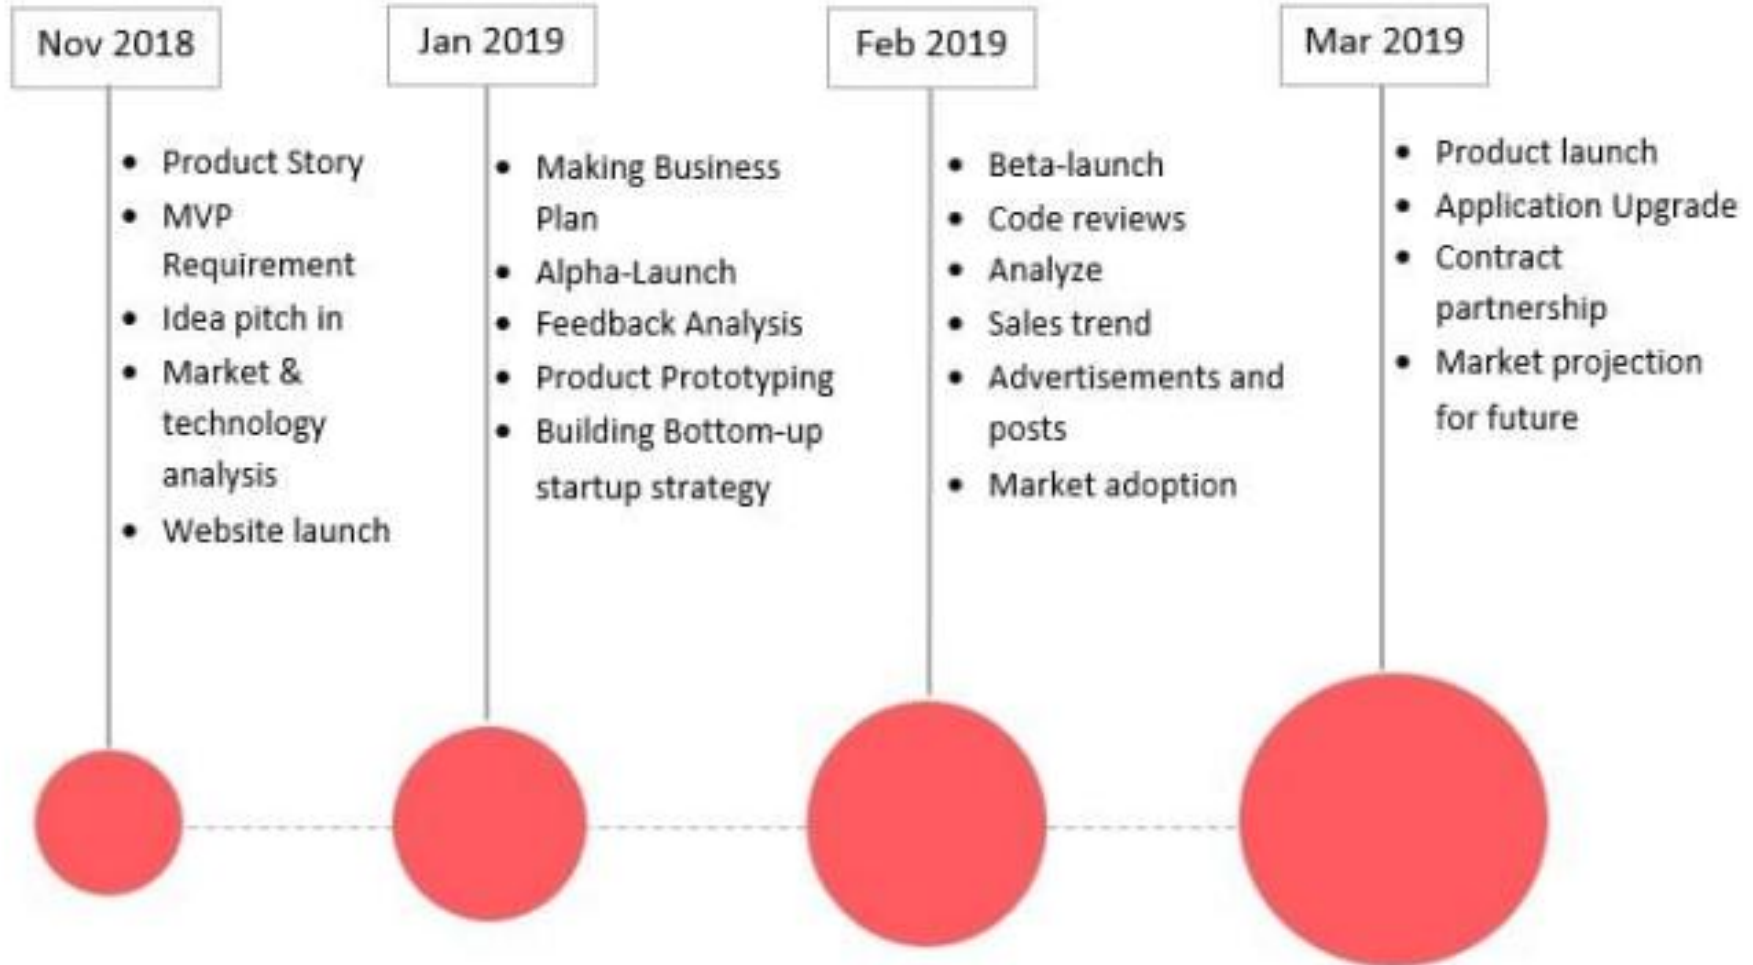 Nov 2018
• Product Story
• MVP
Requirement
• Idea pitch in
• Market &
technology
analysis
• Website launch
Jan 2019
• Making Business
Plan
• Alpha-Launch
• Feedback Analysis
• Product Prototyping
• Building Bottom-up
startup strategy
Feb 2019
• Beta-launch
• Code reviews
• Analyze
• Sales trend
• Advertisements and
posts
• Market adoption
Mar 2019
• Product launch
• Application Upgrade
• Contract
partnership
• Market projection
for future